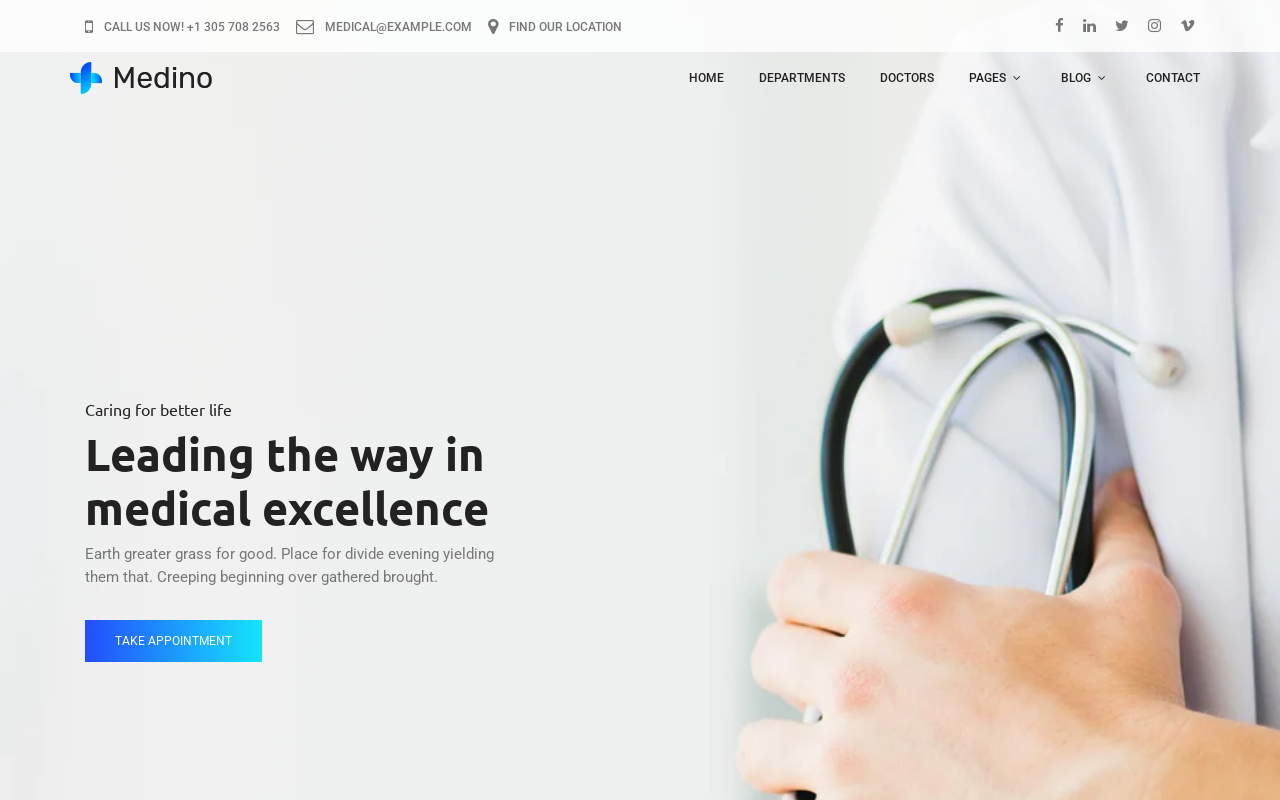 CALL US NOW! +1 305 708 2563 MEDICAL@EXAMPLE.COM FIND OUR LOCATION
Medino
HOME DEPARTMENTS DOCTORS PAGES BLOG CONTACT
Caring for better life
Leading the way in
medical excellence
Earth greater grass for good. Place for divide evening yielding
them that. Creeping beginning over gathered brought.
TAKE APPOINTMENT